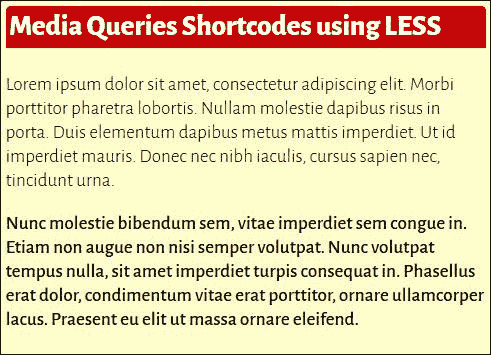 Media Queries Shortcodes using LESS
Lorem ipsum dolor sit amet, consectetur adipiscing elit. Morbi
porttitor pharetra lobortis. Nullam molestie dapibus risus in
porta. Duis elementum dapibus metus mattis imperdiet. Ut id
imperdiet mauris. Donec nec nibh iaculis, cursus sapien nec,
tincidunt urna.
Nunc molestie bibendum sem, vitae imperdiet sem congue in.
Etiam non augue non nisi semper volutpat. Nunc volutpat
tempus nulla, sit amet imperdiet turpis consequat in. Phasellus
erat dolor, condimentum vitae erat porttitor, ornare ullamcorper
lacus. Praesent eu elit ut massa ornare eleifend.